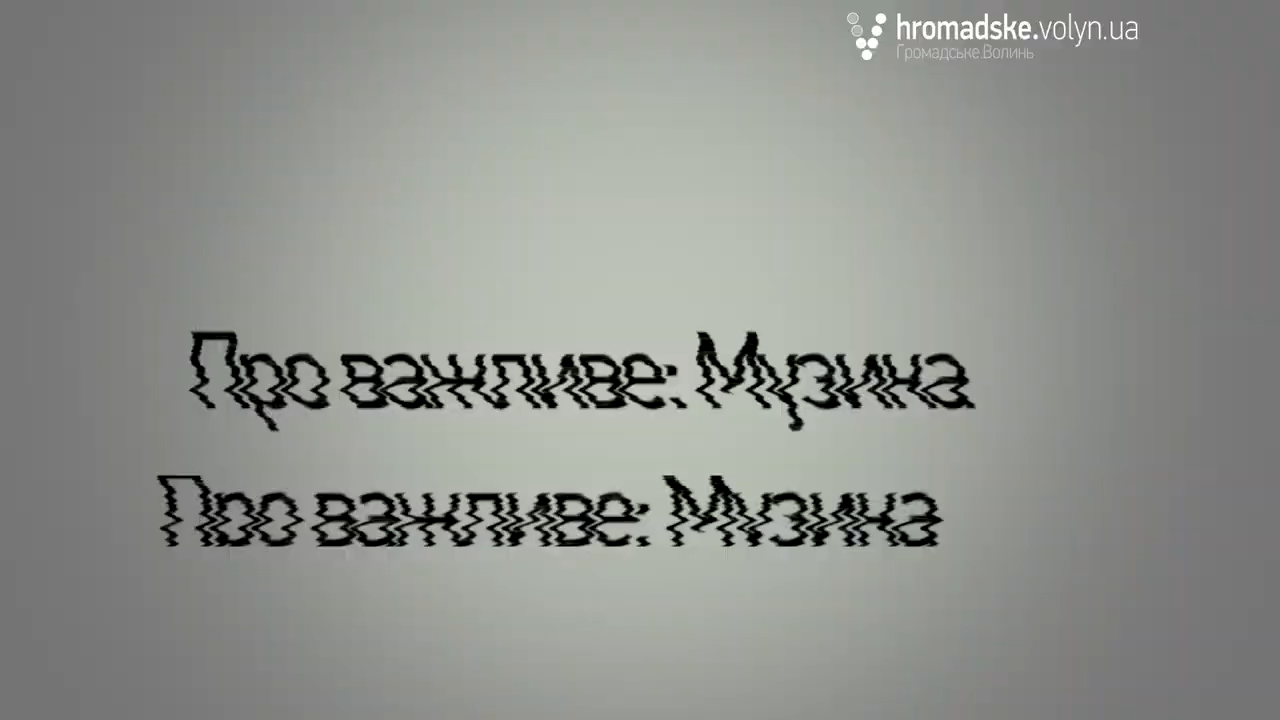 hromadske.volyn.ua
Громадське.Волинь
Про важливе: Музика
Про важливе: Музика